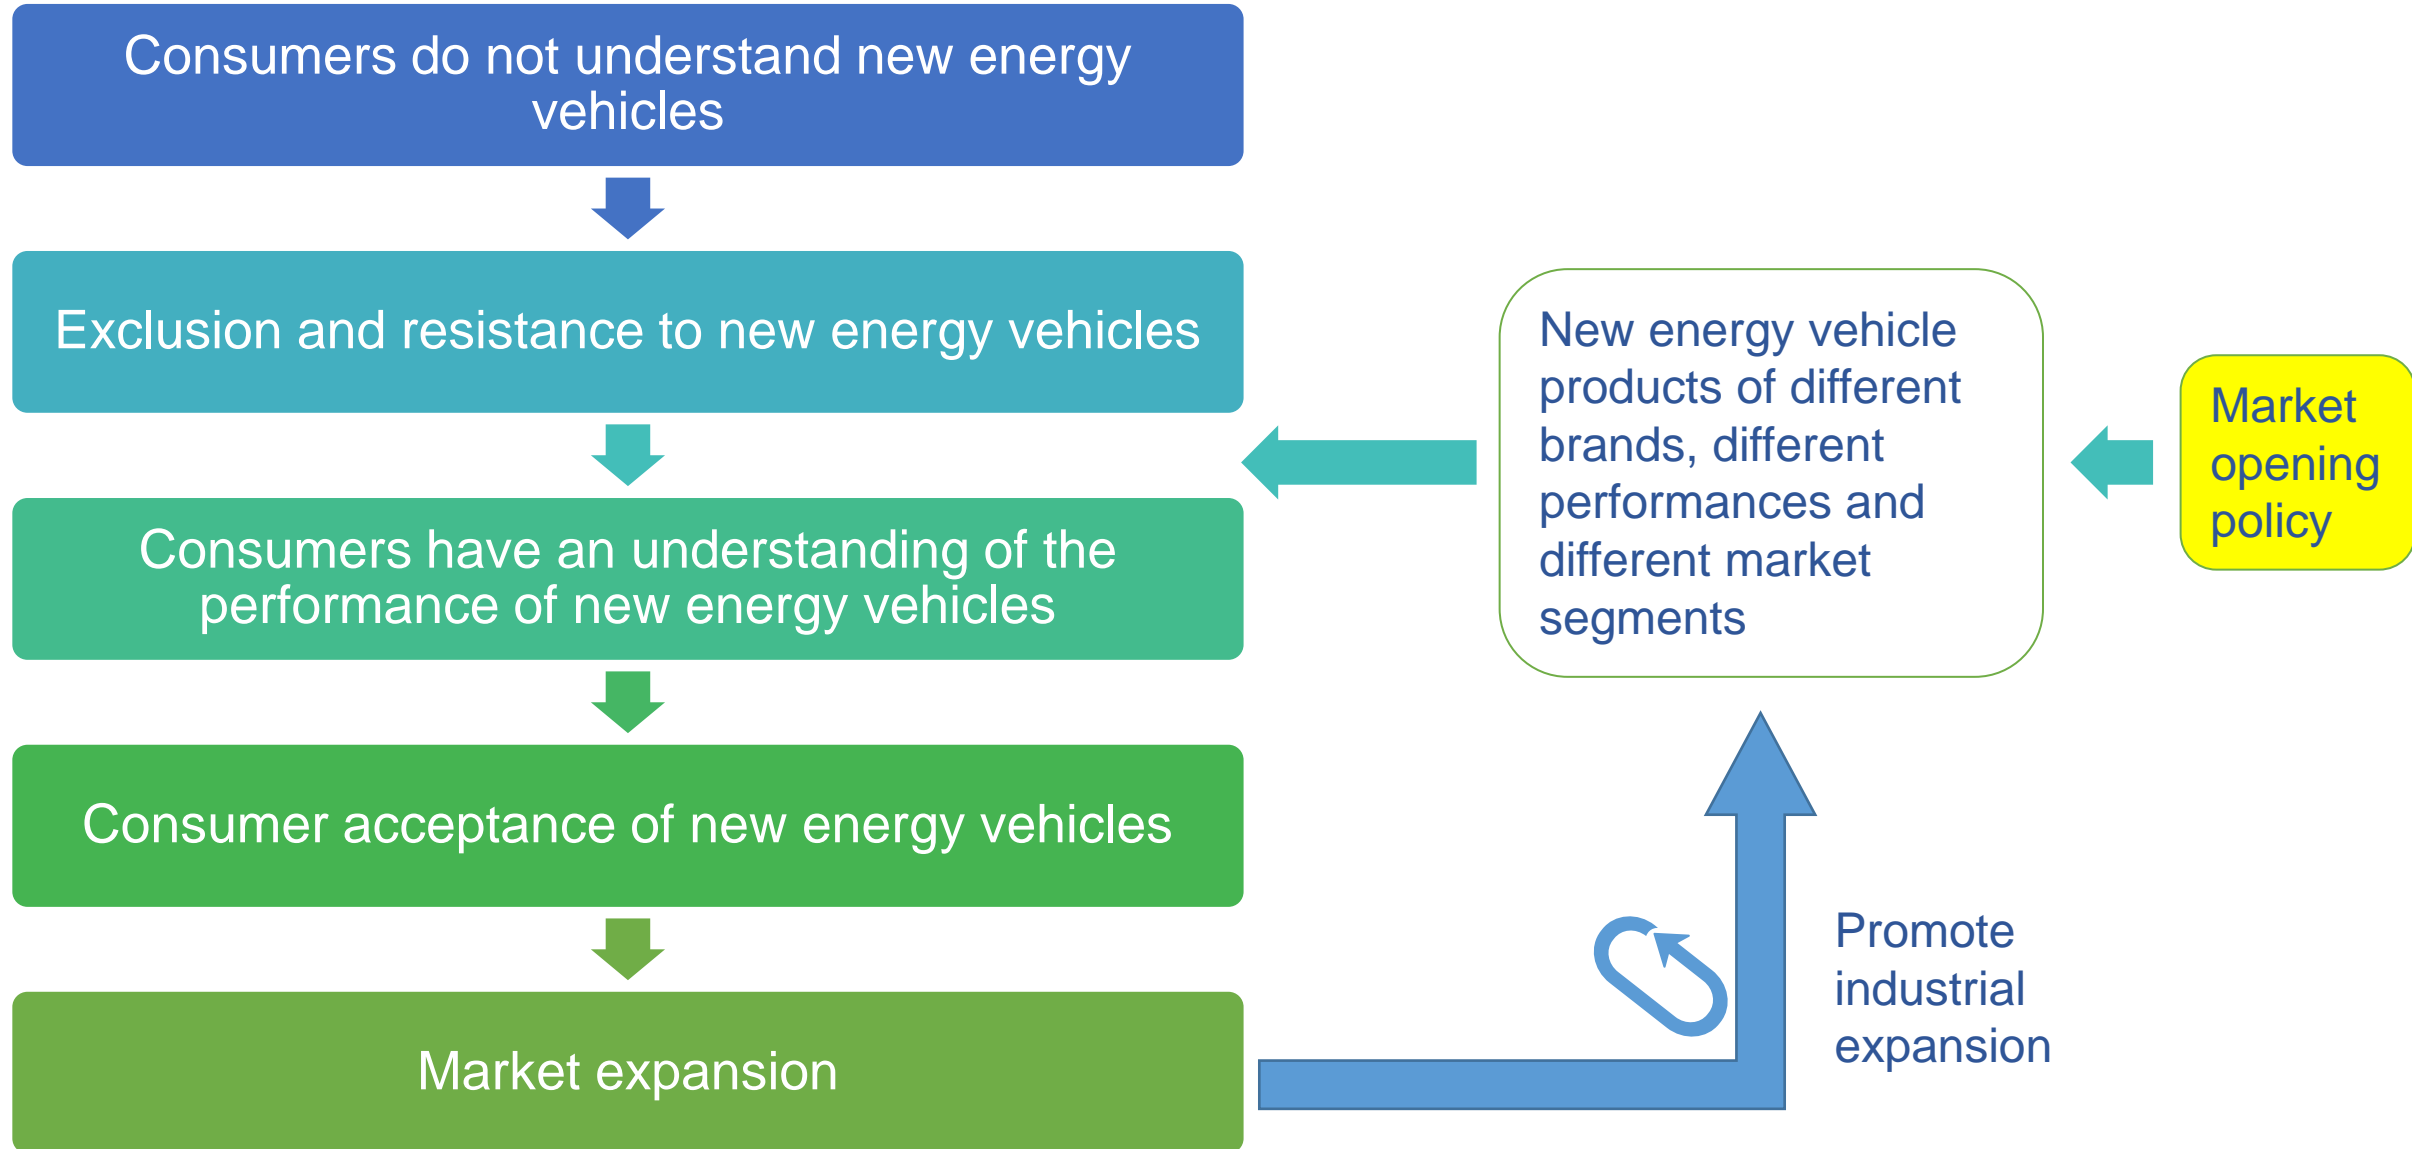 Consumers do not understand new energy
vehicles
Exclusion and resistance to new energy vehicles
Consumers have an understanding of the
performance of new energy vehicles
Consumer acceptance of new energy vehicles
Market expansion
New energy vehicle
products of different
brands, different
performances and
different market
segments
Market
opening
policy
Promote
industrial
expansion